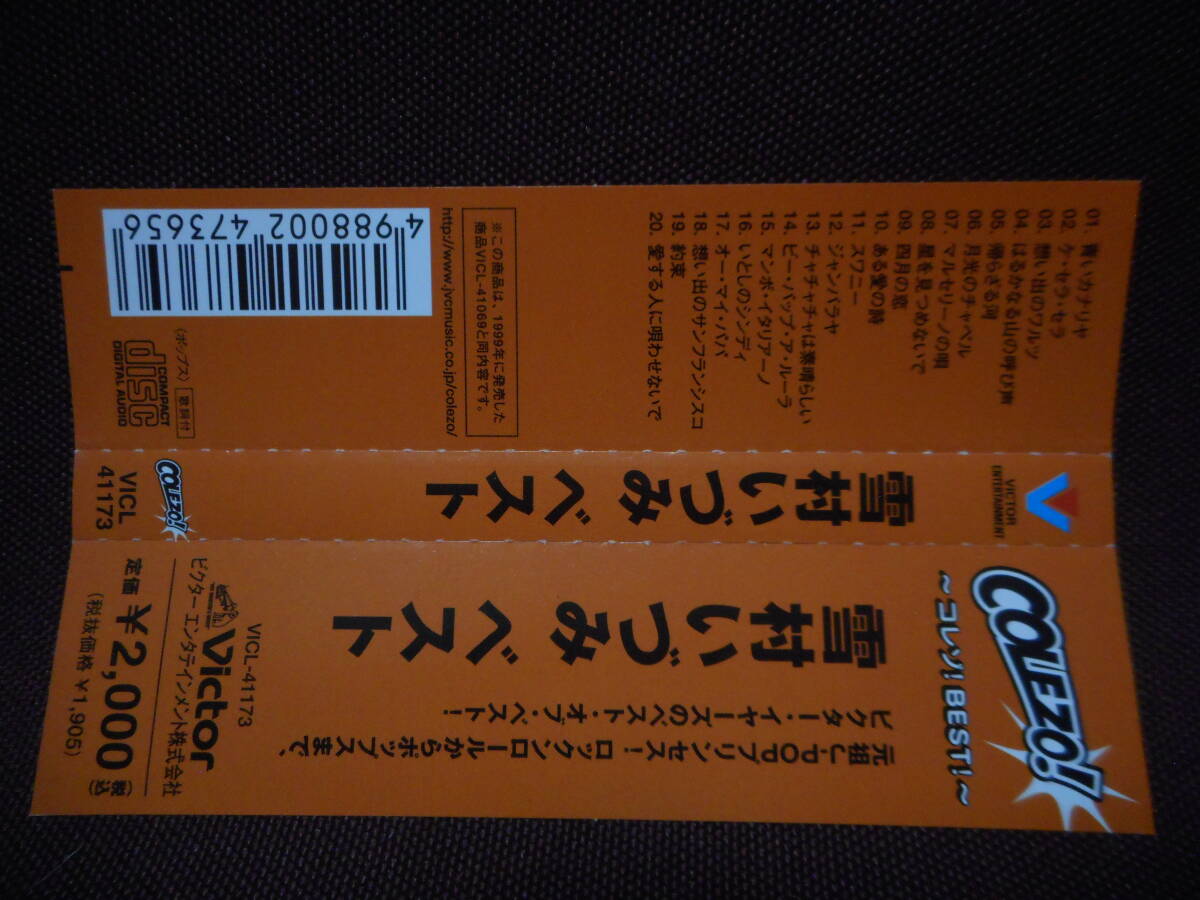 COLEZO!
~コレゾ!BEST!~
元祖J-POPプリンセス!ロックンロールからポップスまで、
ビクター・イヤーズのベスト・オブ・ベスト!
雪村いづみ ベスト
VICL-41173
Victor
ビクターエンタテインメント株式会社
定価 ¥2,000 (税込)
(税抜価格 ¥1,905)
VICTOR
ENTERTAINMENT
雪村いづみ ベスト
COLEZO!
VICL
41173
01. 青いカナリヤ
02. ケ・セラ・セラ
03. 想い出のワルツ
04. はるかなる山の呼び声
05. 帰らざる河
06. 月光のチャペル
07. マルセリーノの唄
08. 星を見つめないで
09. 四月の恋
10. ある愛の詩
11. スワニー
12. ジャンバラヤ
13. チャチャチャは素晴らしい
14. ビー・バップ・ア・ルーラ
15. マンボ・イタリアーノ
16. いとしのシンディ
17. オー・マイ・パパ
18. 想い出のサンフランシスコ
19. 約束
20. 愛する人に唄わせないで
※この商品は、1999年に発売した
商品VICL-41069と同内容です。
http://www.jvcmusic.co.jp/colezo/
4 988002 473656
〈ポップス〉 歌詞付
COMPACT
disc
DIGITAL AUDIO